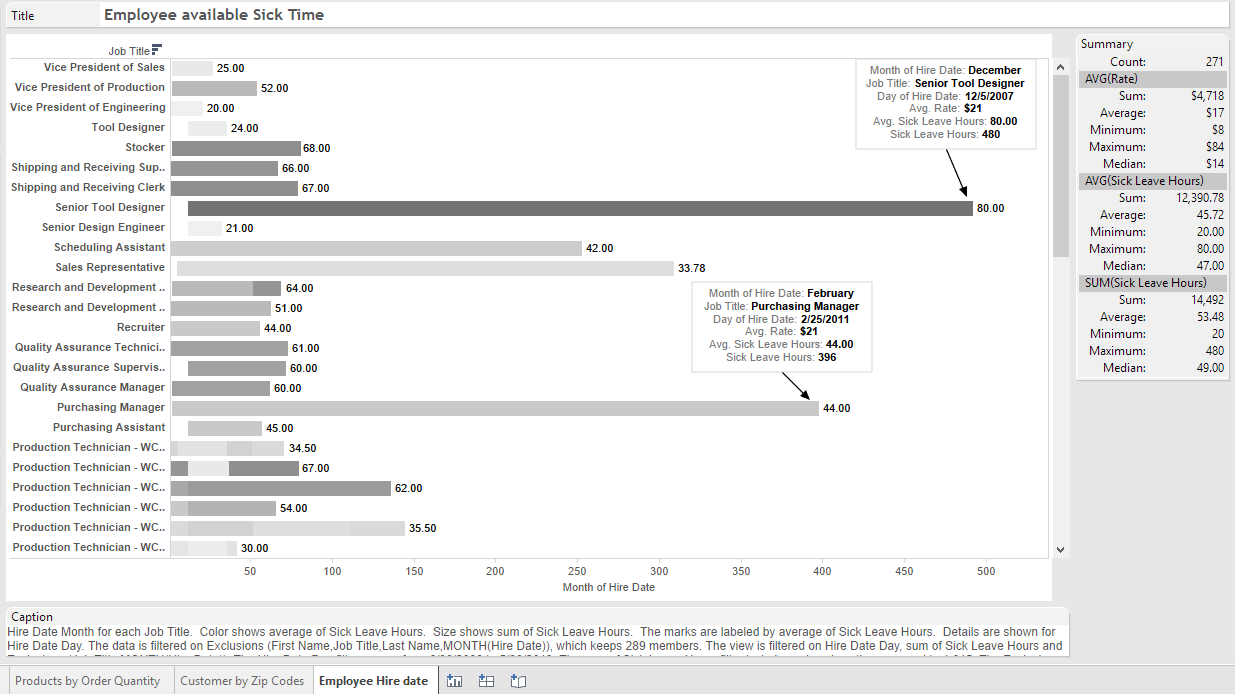 Title
Employee available Sick Time
Job Title
Vice President of Sales 25.00
Vice President of Production 52.00
Vice President of Engineering 20.00
Tool Designer 24.00
Stocker 68.00
Shipping and Receiving Sup.. 66.00
Shipping and Receiving Clerk 67.00
Senior Tool Designer 80.00
Senior Design Engineer 21.00
Scheduling Assistant 42.00
Sales Representative 33.78
Research and Development .. 64.00
Research and Development .. 51.00
Recruiter 44.00
Quality Assurance Technici.. 61.00
Quality Assurance Supervis.. 60.00
Quality Assurance Manager 60.00
Purchasing Manager 44.00
Purchasing Assistant 45.00
Production Technician - WC.. 34.50
Production Technician - WC.. 67.00
Production Technician - WC.. 62.00
Production Technician - WC.. 54.00
Production Technician - WC.. 35.50
Production Technician - WC.. 30.00
Month of Hire Date: December
Job Title: Senior Tool Designer
Day of Hire Date: 12/5/2007
Avg. Rate: $21
Avg. Sick Leave Hours: 80.00
Sick Leave Hours: 480
Month of Hire Date: February
Job Title: Purchasing Manager
Day of Hire Date: 2/25/2011
Avg. Rate: $21
Avg. Sick Leave Hours: 44.00
Sick Leave Hours: 396
50 100 150 200 250 300 350 400 450 500
Month of Hire Date
Summary
Count: 271
AVG(Rate)
Sum: $4,718
Average: $17
Minimum: $8
Maximum: $84
Median: $14
AVG(Sick Leave Hours)
Sum: 12,390.78
Average: 45.72
Minimum: 20.00
Maximum: 80.00
Median: 47.00
SUM(Sick Leave Hours)
Sum: 14,492
Average: 53.48
Minimum: 20
Maximum: 480
Median: 49.00
Caption
Hire Date Month for each Job Title. Color shows average of Sick Leave Hours. Size shows sum of Sick Leave Hours. The marks are labeled by average of Sick Leave Hours. Details are shown for
Hire Date Day. The data is filtered on Exclusions (First Name,Job Title,Last Name,MONTH(Hire Date)), which keeps 289 members. The view is filtered on Hire Date Day, sum of Sick Leave Hours and
Products by Order Quantity
Customer by Zip Codes
Employee Hire date